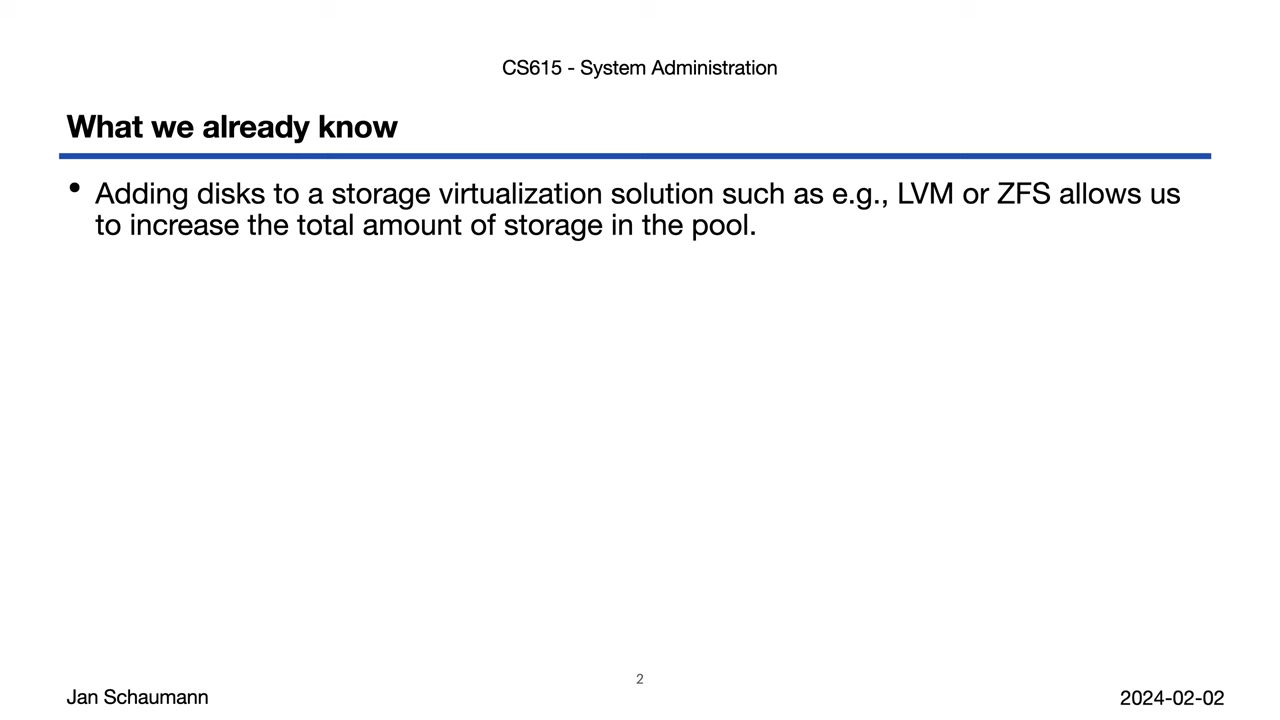 CS615 - System Administration
What we already know
• Adding disks to a storage virtualization solution such as e.g., LVM or ZFS allows us
to increase the total amount of storage in the pool.
2
Jan Schaumann
2024-02-02